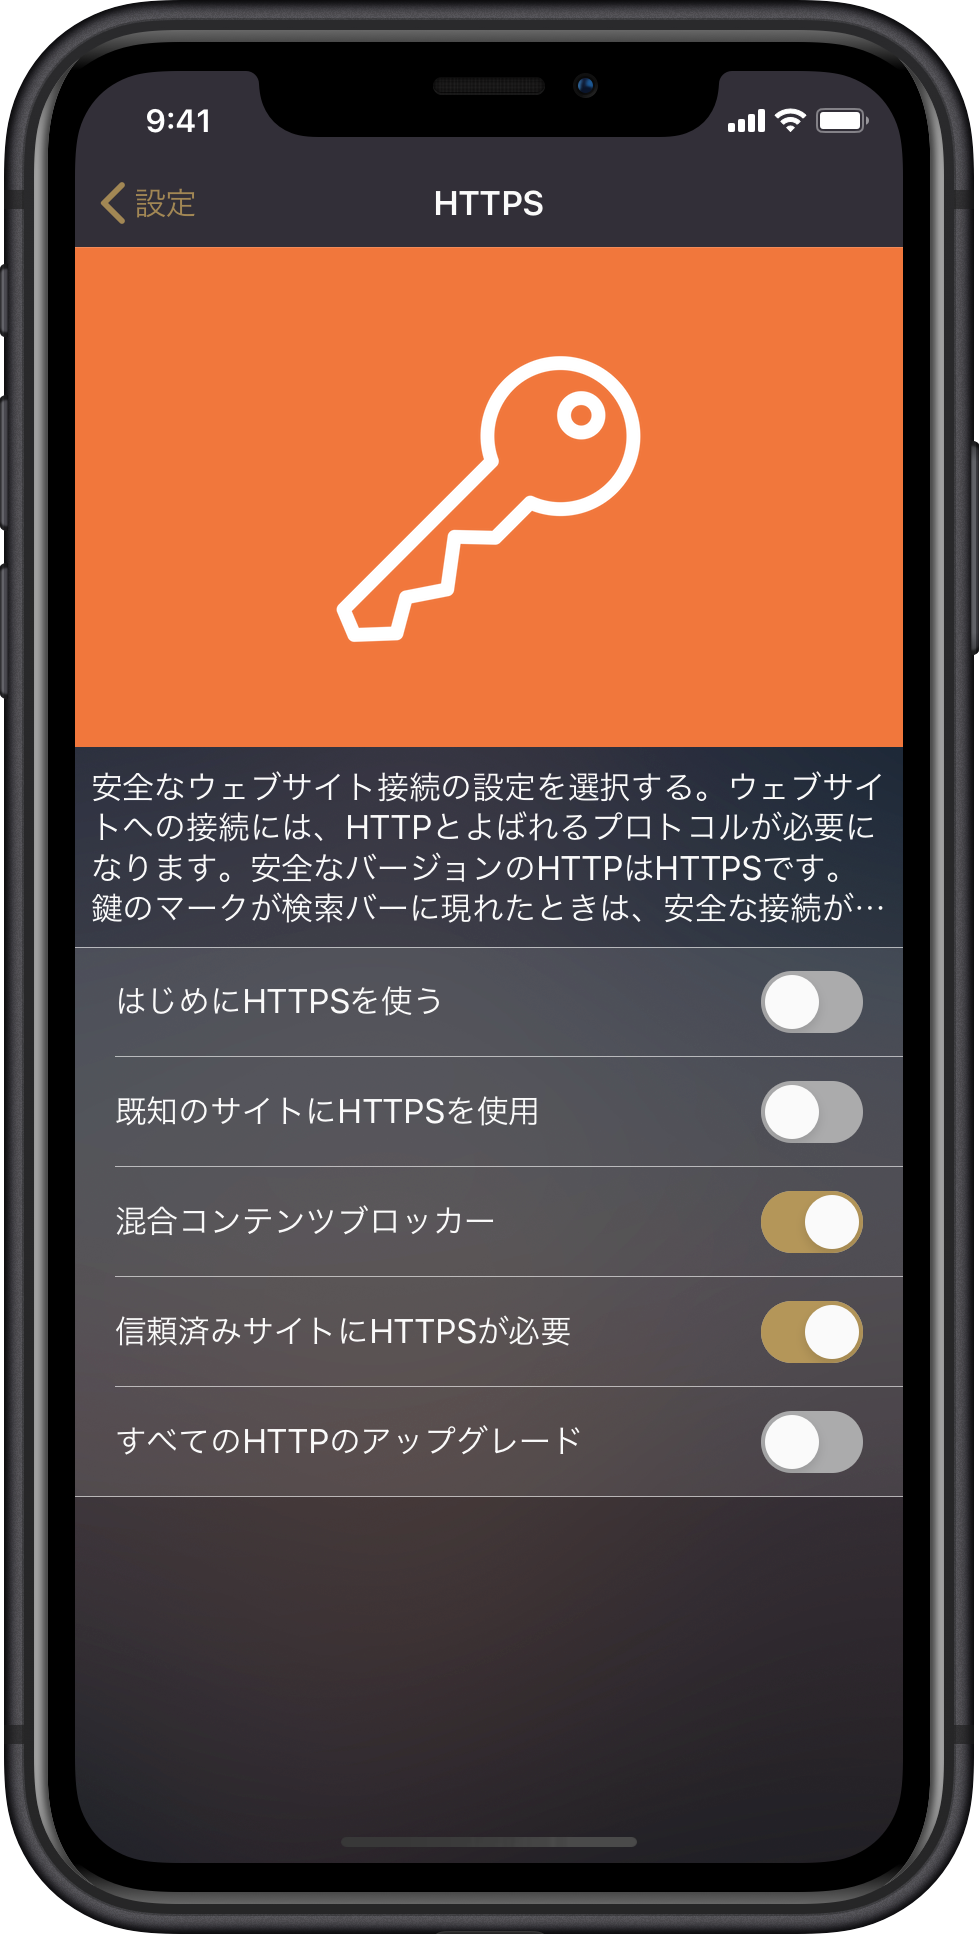 9:41
設定
HTTPS
安全なウェブサイト接続の設定を選択する。ウェブサイ
トへの接続には、HTTPとよばれるプロトコルが必要に
なります。安全なバージョンのHTTPはHTTPSです。
鍵のマークが検索バーに現れたときは、安全な接続が…
はじめにHTTPSを使う
既知のサイトにHTTPSを使用
混合コンテンツブロッカー
信頼済みサイトにHTTPSが必要
すべてのHTTPのアップグレード